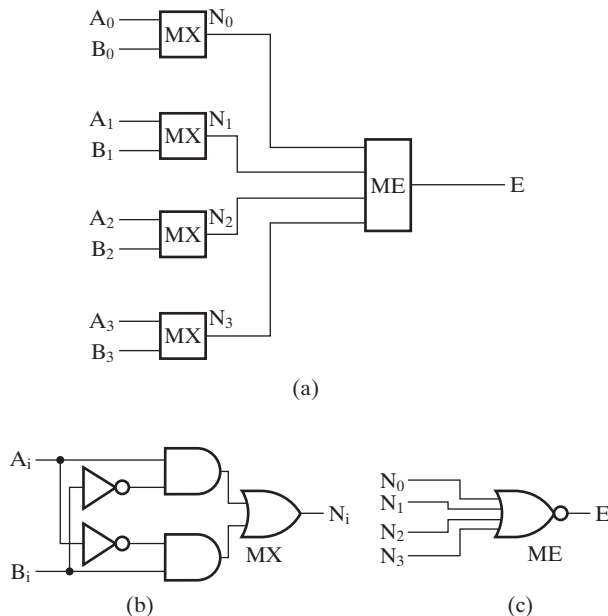 A₀ N₀
MX
B₀
A₁ N₁
MX
B₁
ME E
A₂ N₂
MX
B₂
A₃ N₃
MX
B₃
(a)
Aᵢ
Nᵢ
MX
Bᵢ
(b)
N₀
N₁
E
N₂
N₃
ME
(c)